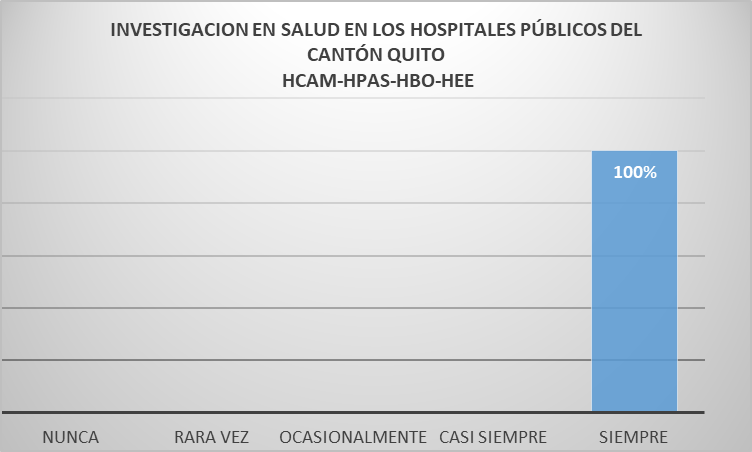 INVESTIGACION EN SALUD EN LOS HOSPITALES PÚBLICOS DEL
CANTÓN QUITO
HCAM-HPAS-HBO-HEE
100%
NUNCA RARA VEZ OCASIONALMENTE CASI SIEMPRE SIEMPRE